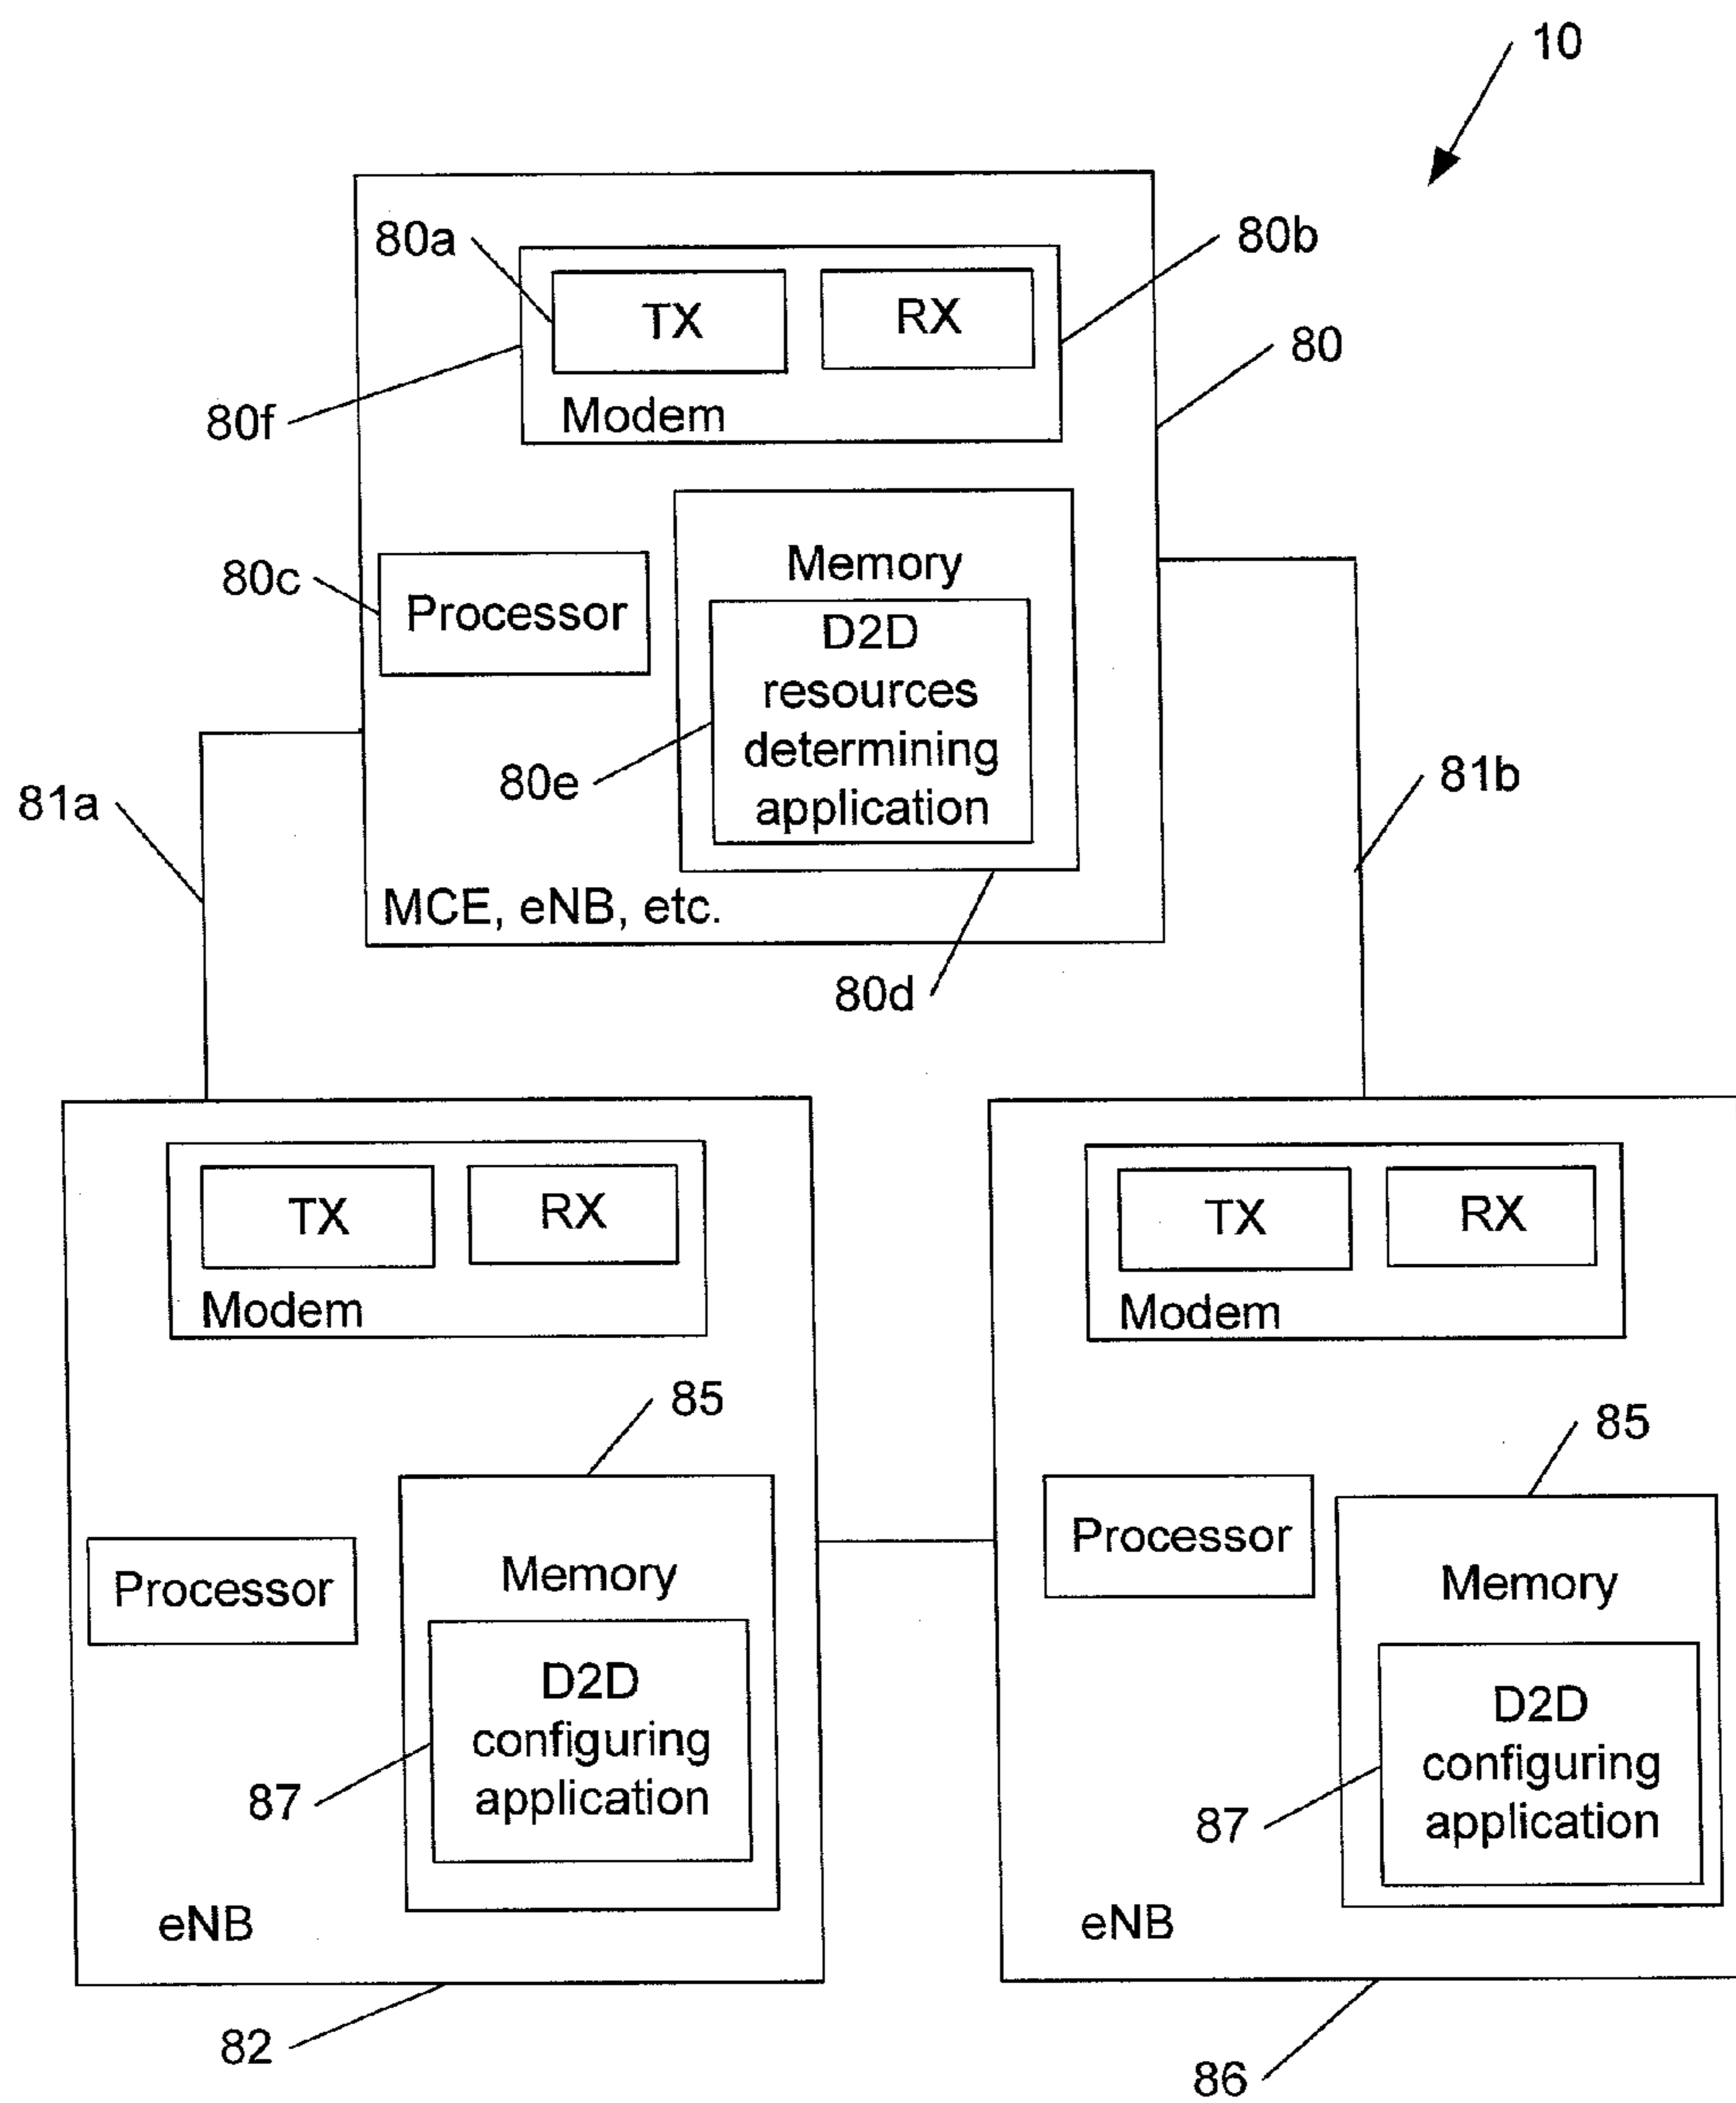 10
80a
80b
TX
RX
80
80f
Modem
Memory
80c
Processor
D2D
resources
determining
application
80e
81a
81b
MCE, eNB, etc.
80d
TX
RX
Modem
85
Processor
Memory
D2D
configuring
application
87
eNB
82
TX
RX
Modem
85
Processor
Memory
D2D
configuring
application
87
eNB
86